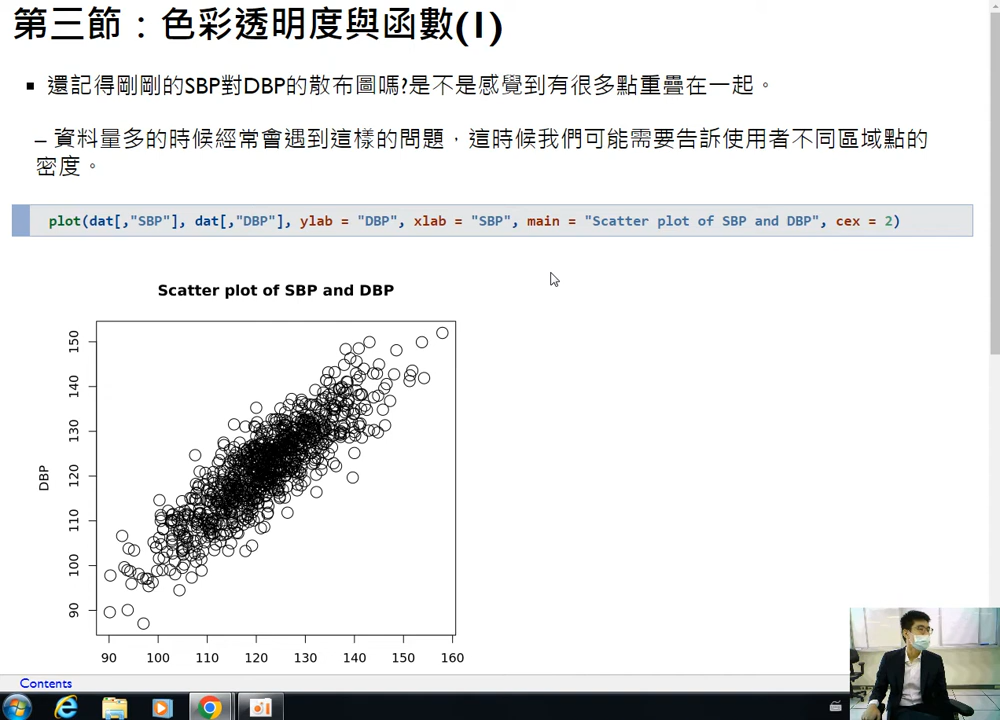 第三節：色彩透明度與函數(1)
▪ 還記得剛剛的SBP對DBP的散布圖嗎?是不是感覺到有很多點重疊在一起。
– 資料量多的時候經常會遇到這樣的問題，這時候我們可能需要告訴使用者不同區域點的
密度。
plot(dat[,"SBP"], dat[,"DBP"], ylab = "DBP", xlab = "SBP", main = "Scatter plot of SBP and DBP", cex = 2)
Scatter plot of SBP and DBP
150
140
130
120
110
100
90
DBP
90 100 110 120 130 140 150 160
Contents